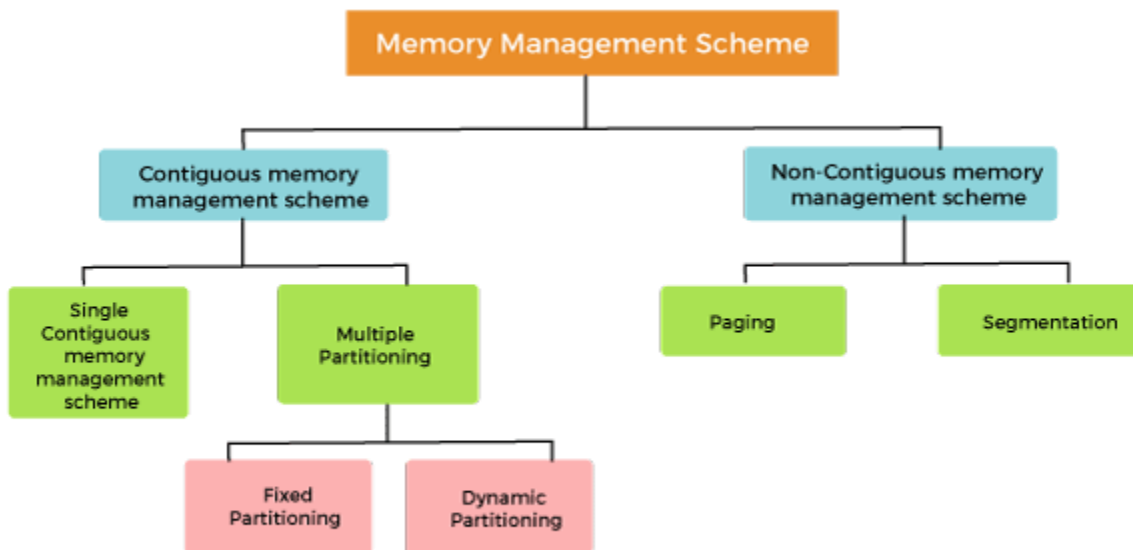 Memory Management Scheme
Contiguous memory
management scheme
Non-Contiguous memory
management scheme
Single
Contiguous
memory
management
scheme
Multiple
Partitioning
Paging
Segmentation
Fixed
Partitioning
Dynamic
Partitioning